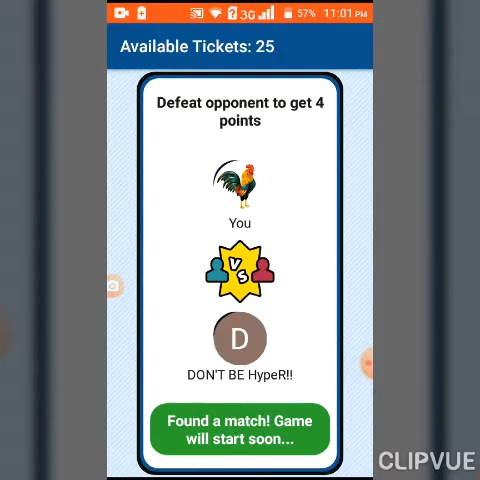 3G 57% 11:01 PM
Available Tickets: 25
Defeat opponent to get 4
points
You
VS
D
DON'T BE HypeR!!
Found a match! Game
will start soon...
CLIPVUE